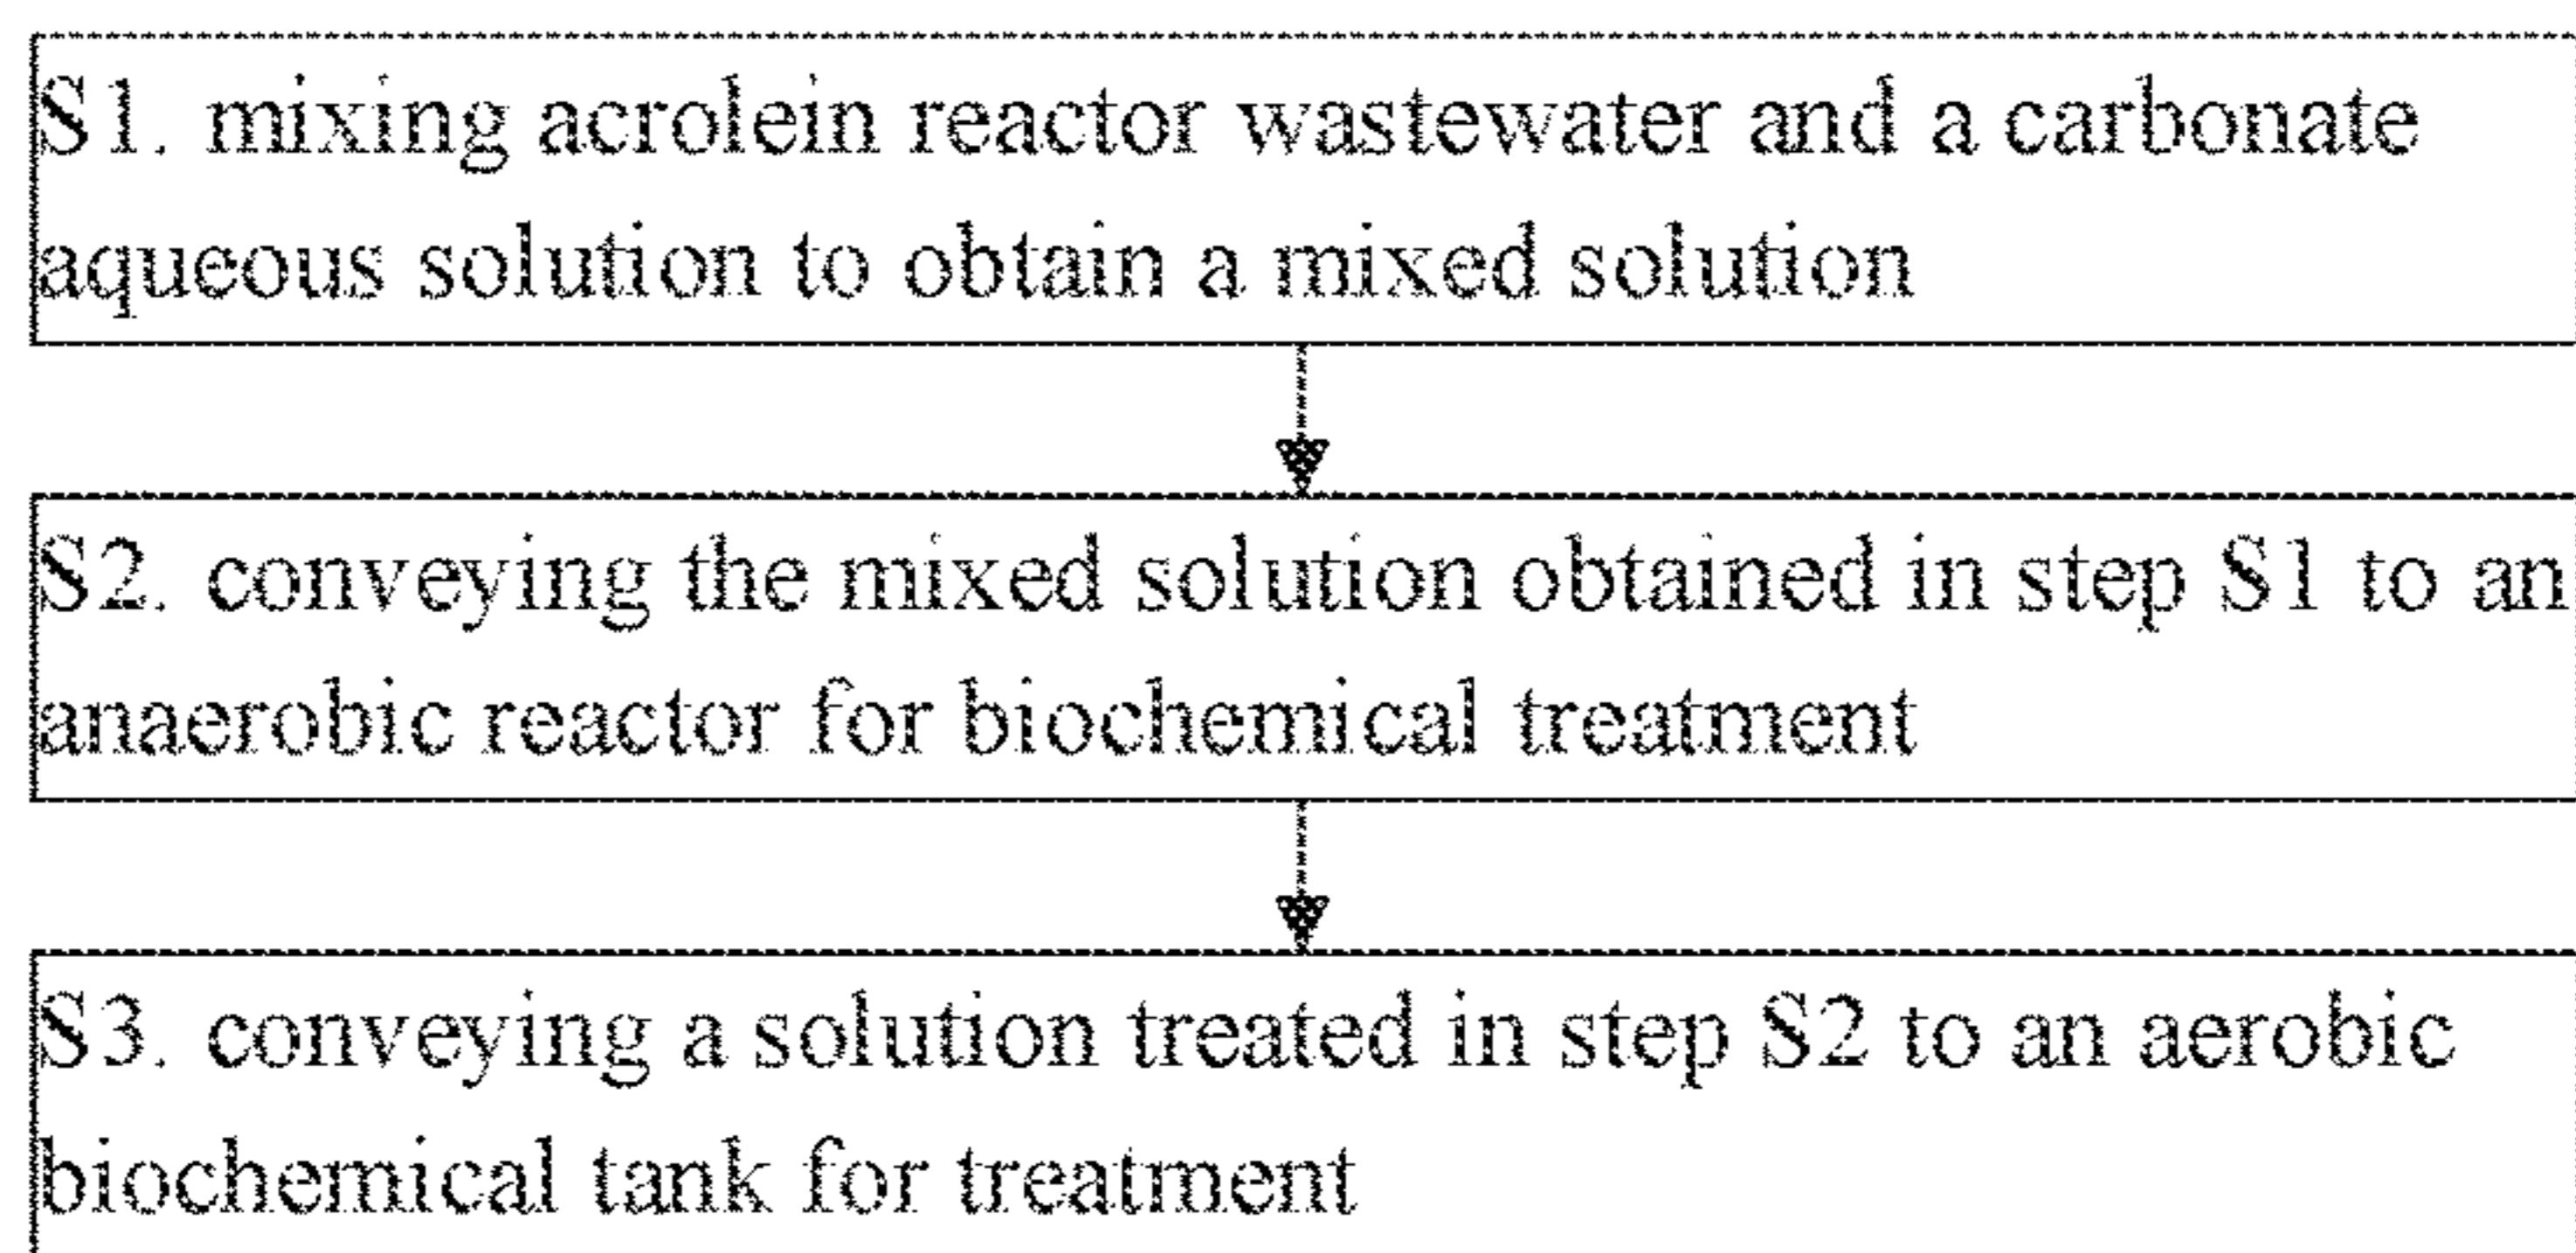 S1. mixing acrolein reactor wastewater and a carbonate
aqueous solution to obtain a mixed solution
S2. conveying the mixed solution obtained in step S1 to an
anaerobic reactor for biochemical treatment
S3. conveying a solution treated in step S2 to an aerobic
biochemical tank for treatment